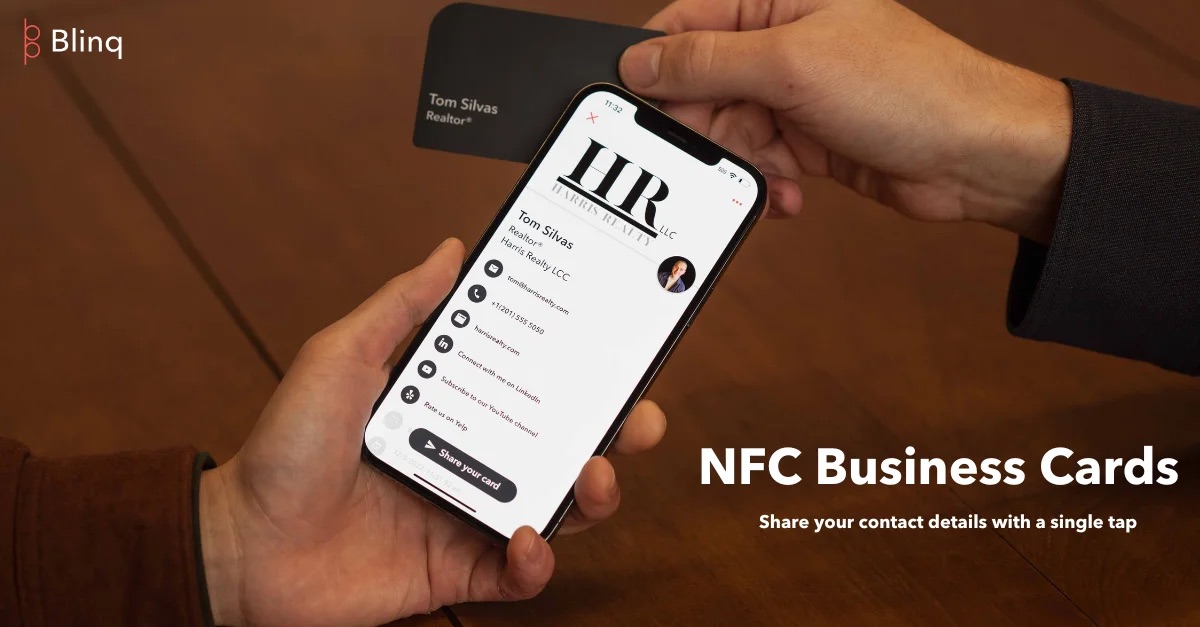 Blinq
Tom Silvas
Realtor®
11:32
HR
LLC
HARRIS REALTY
Tom Silvas
Realtor®
Harris Realty LCC
tom@harrisrealty.com
+1(201) 555 5050
harrisrealty.com
Connect with me on LinkedIn
Subscribe to our YouTube channel
Rate us on Yelp
Share your card
NFC Business Cards
Share your contact details with a single tap